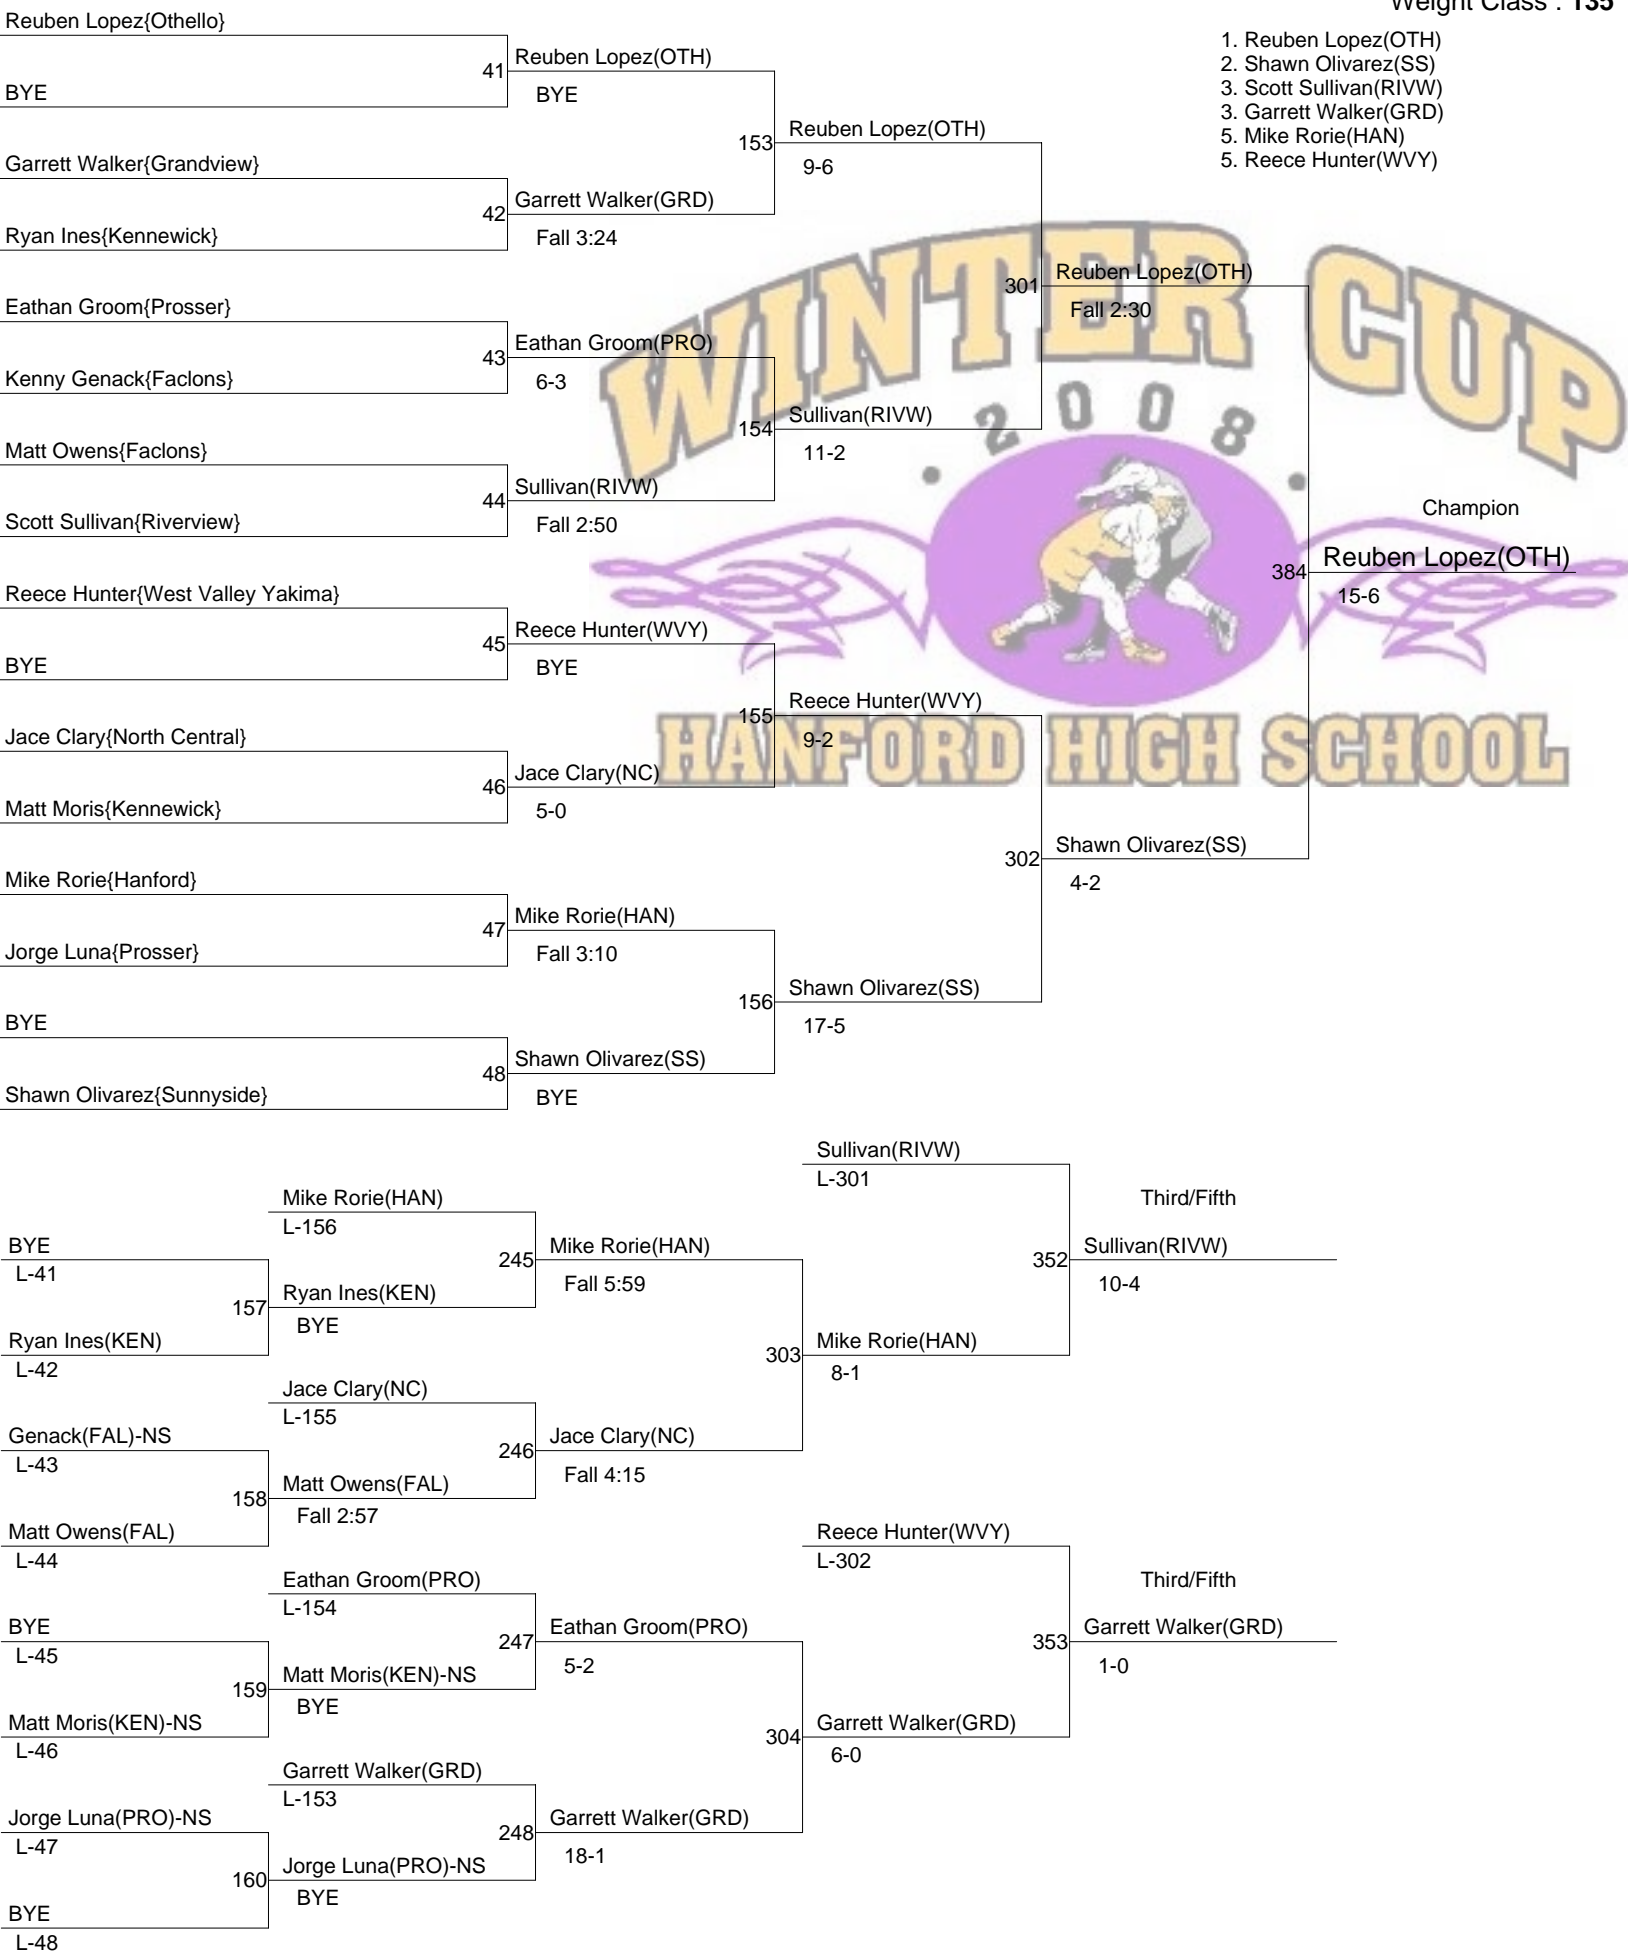 Weight Class : 135
1. Reuben Lopez(OTH)
2. Shawn Olivarez(SS)
3. Scott Sullivan(RIVW)
3. Garrett Walker(GRD)
5. Mike Rorie(HAN)
5. Reece Hunter(WVY)
WINTER CUP
2008
HANFORD HIGH SCHOOL
Reuben Lopez{Othello}
BYE
Garrett Walker{Grandview}
Ryan Ines{Kennewick}
Eathan Groom{Prosser}
Kenny Genack{Faclons}
Matt Owens{Faclons}
Scott Sullivan{Riverview}
Reece Hunter{West Valley Yakima}
BYE
Jace Clary{North Central}
Matt Moris{Kennewick}
Mike Rorie{Hanford}
Jorge Luna{Prosser}
BYE
Shawn Olivarez{Sunnyside}
41 Reuben Lopez(OTH)
BYE
42 Garrett Walker(GRD)
Fall 3:24
43 Eathan Groom(PRO)
6-3
44 Sullivan(RIVW)
Fall 2:50
45 Reece Hunter(WVY)
BYE
46 Jace Clary(NC)
5-0
47 Mike Rorie(HAN)
Fall 3:10
48 Shawn Olivarez(SS)
BYE
153 Reuben Lopez(OTH)
9-6
154 Sullivan(RIVW)
11-2
155 Reece Hunter(WVY)
9-2
156 Shawn Olivarez(SS)
17-5
301 Reuben Lopez(OTH)
Fall 2:30
302 Shawn Olivarez(SS)
4-2
Champion
384 Reuben Lopez(OTH)
15-6
BYE
L-41
Ryan Ines(KEN)
L-42
Genack(FAL)-NS
L-43
Matt Owens(FAL)
L-44
BYE
L-45
Matt Moris(KEN)-NS
L-46
Jorge Luna(PRO)-NS
L-47
BYE
L-48
Mike Rorie(HAN)
L-156
157 Ryan Ines(KEN)
BYE
Jace Clary(NC)
L-155
158 Matt Owens(FAL)
Fall 2:57
Eathan Groom(PRO)
L-154
159 Matt Moris(KEN)-NS
BYE
Garrett Walker(GRD)
L-153
160 Jorge Luna(PRO)-NS
BYE
245 Mike Rorie(HAN)
Fall 5:59
246 Jace Clary(NC)
Fall 4:15
247 Eathan Groom(PRO)
5-2
248 Garrett Walker(GRD)
18-1
Sullivan(RIVW)
L-301
303 Mike Rorie(HAN)
8-1
Reece Hunter(WVY)
L-302
304 Garrett Walker(GRD)
6-0
Third/Fifth
352 Sullivan(RIVW)
10-4
Third/Fifth
353 Garrett Walker(GRD)
1-0